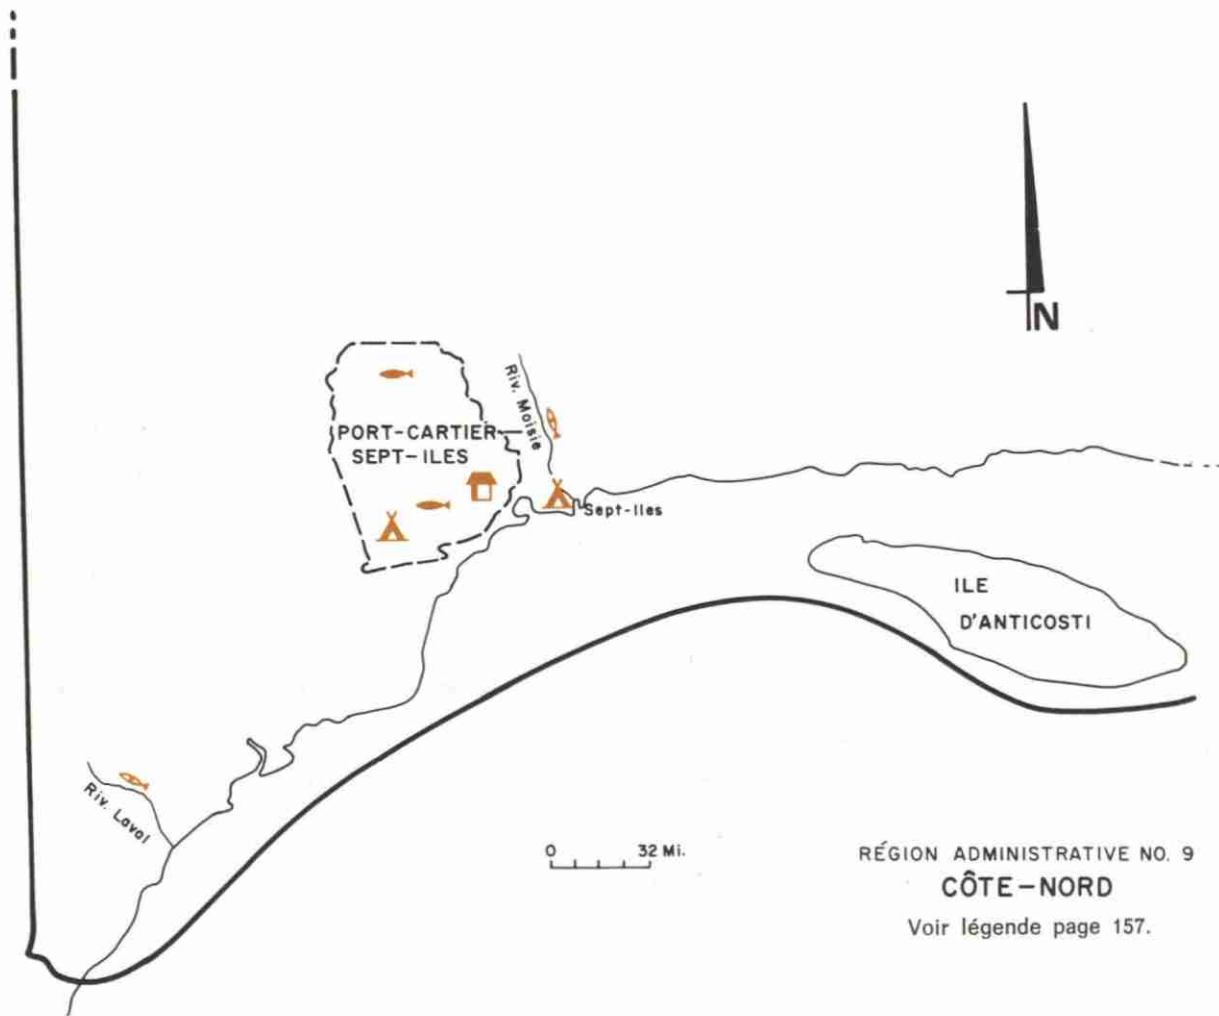 N
Riv. Moisie
PORT-CARTIER
SEPT-ILES
Sept-Iles
ILE
D'ANTICOSTI
Riv. Laval
0 32 Mi.
RÉGION ADMINISTRATIVE NO. 9
CÔTE-NORD
Voir légende page 157.